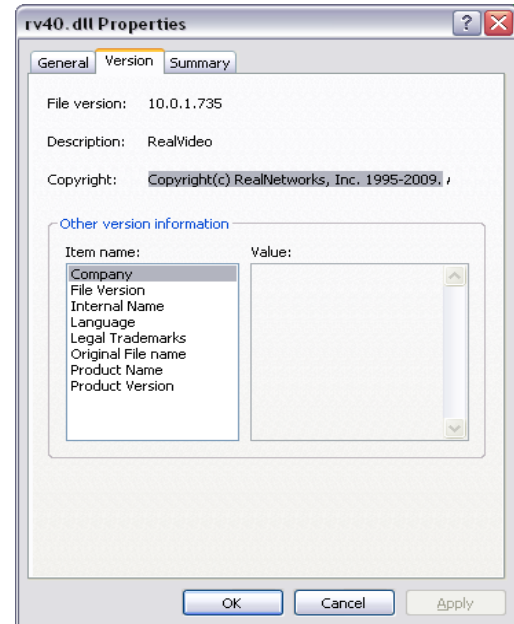 rv40.dll Properties
General Version Summary
File version: 10.0.1.735
Description: RealVideo
Copyright: Copyright(c) RealNetworks, Inc. 1995-2009.
Other version information
Item name: Value:
Company
File Version
Internal Name
Language
Legal Trademarks
Original File name
Product Name
Product Version
OK Cancel Apply